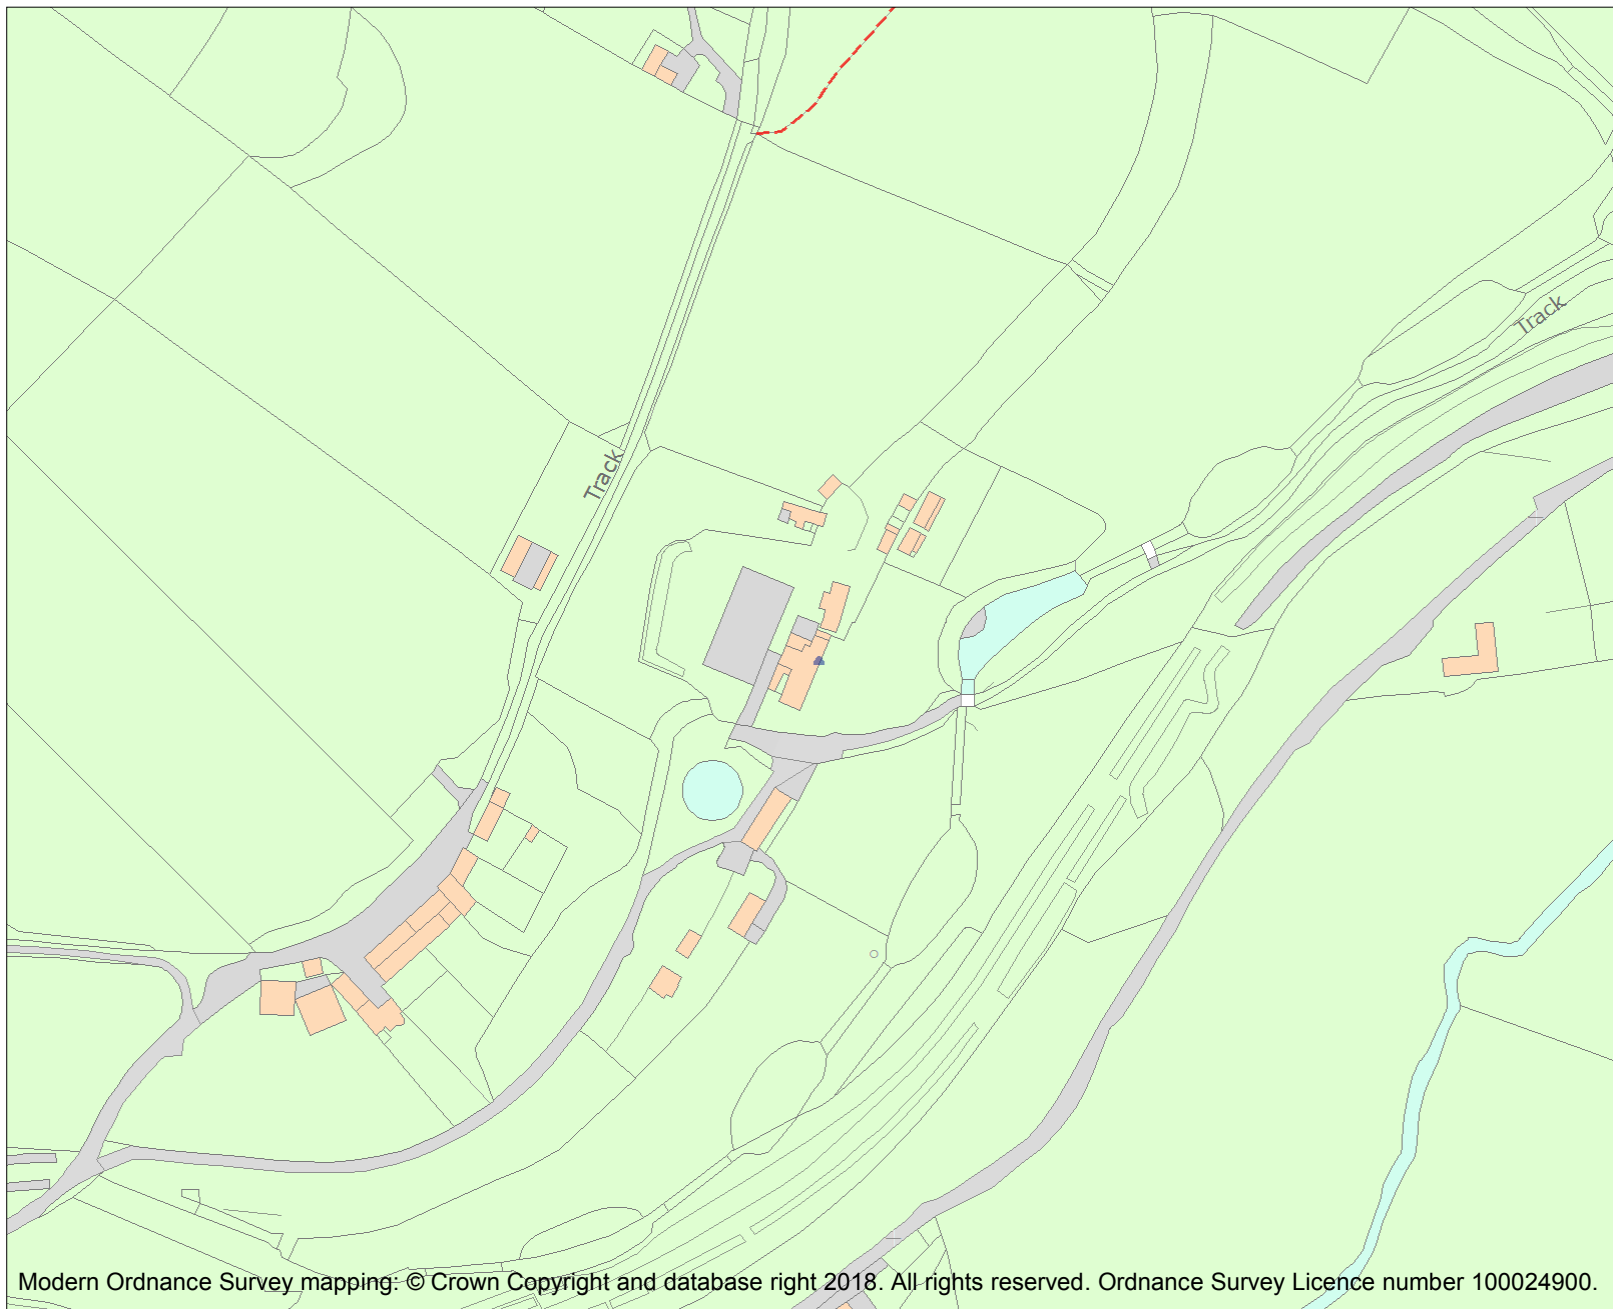 Track
Track
Modern Ordnance Survey mapping: © Crown Copyright and database right 2018. All rights reserved. Ordnance Survey Licence number 100024900.